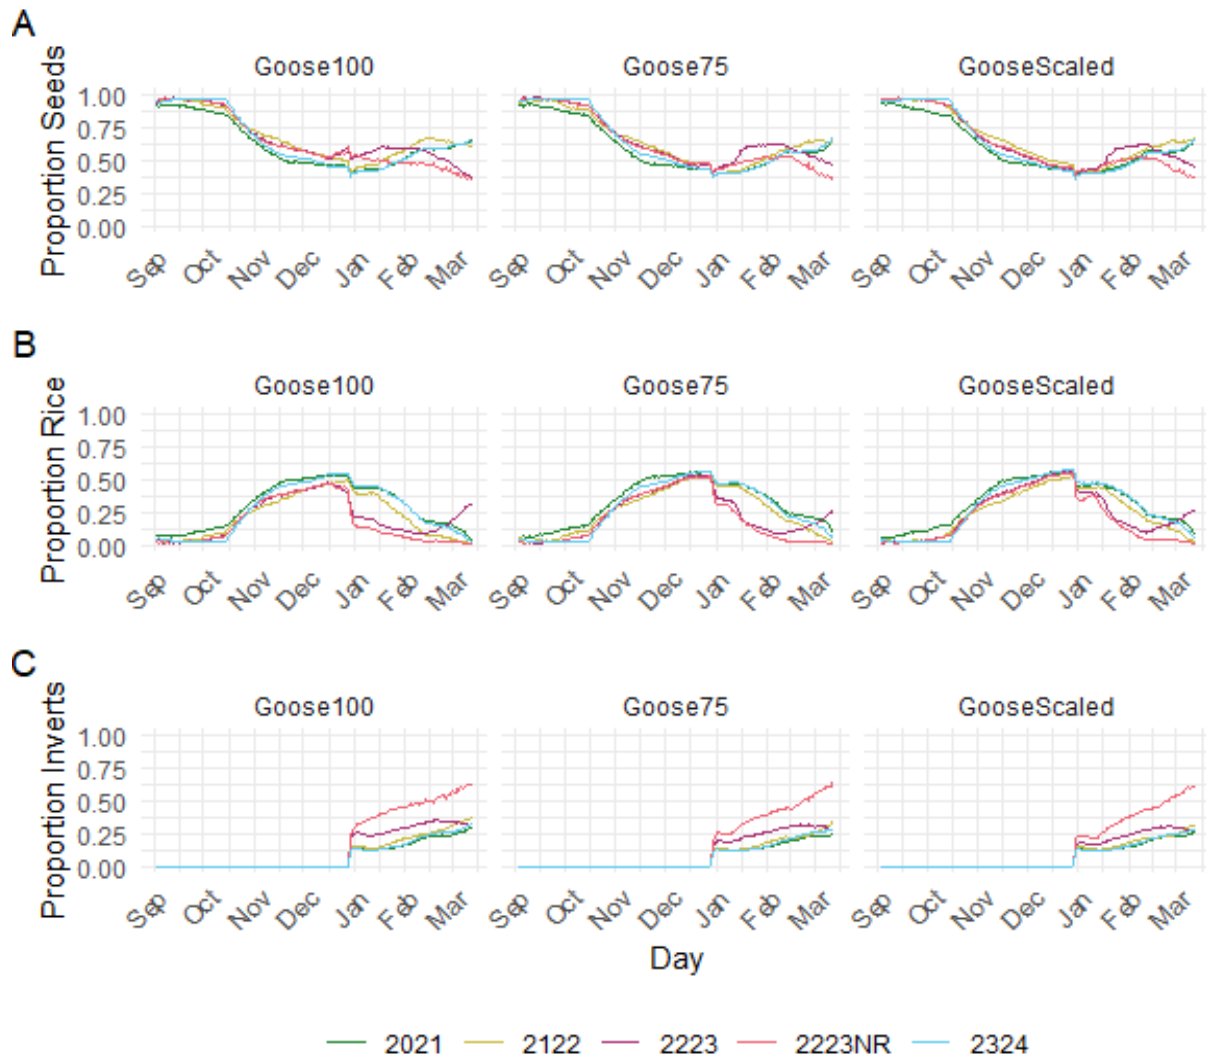 A
Goose100 Goose75 GooseScaled
Proportion Seeds
1.00
0.75
0.50
0.25
0.00
Sep Oct Nov Dec Jan Feb Mar Sep Oct Nov Dec Jan Feb Mar Sep Oct Nov Dec Jan Feb Mar
B
Goose100 Goose75 GooseScaled
Proportion Rice
1.00
0.75
0.50
0.25
0.00
Sep Oct Nov Dec Jan Feb Mar Sep Oct Nov Dec Jan Feb Mar Sep Oct Nov Dec Jan Feb Mar
C
Goose100 Goose75 GooseScaled
Proportion Inverts
1.00
0.75
0.50
0.25
0.00
Sep Oct Nov Dec Jan Feb Mar Sep Oct Nov Dec Jan Feb Mar Sep Oct Nov Dec Jan Feb Mar
Day
2021 2122 2223 2223NR 2324